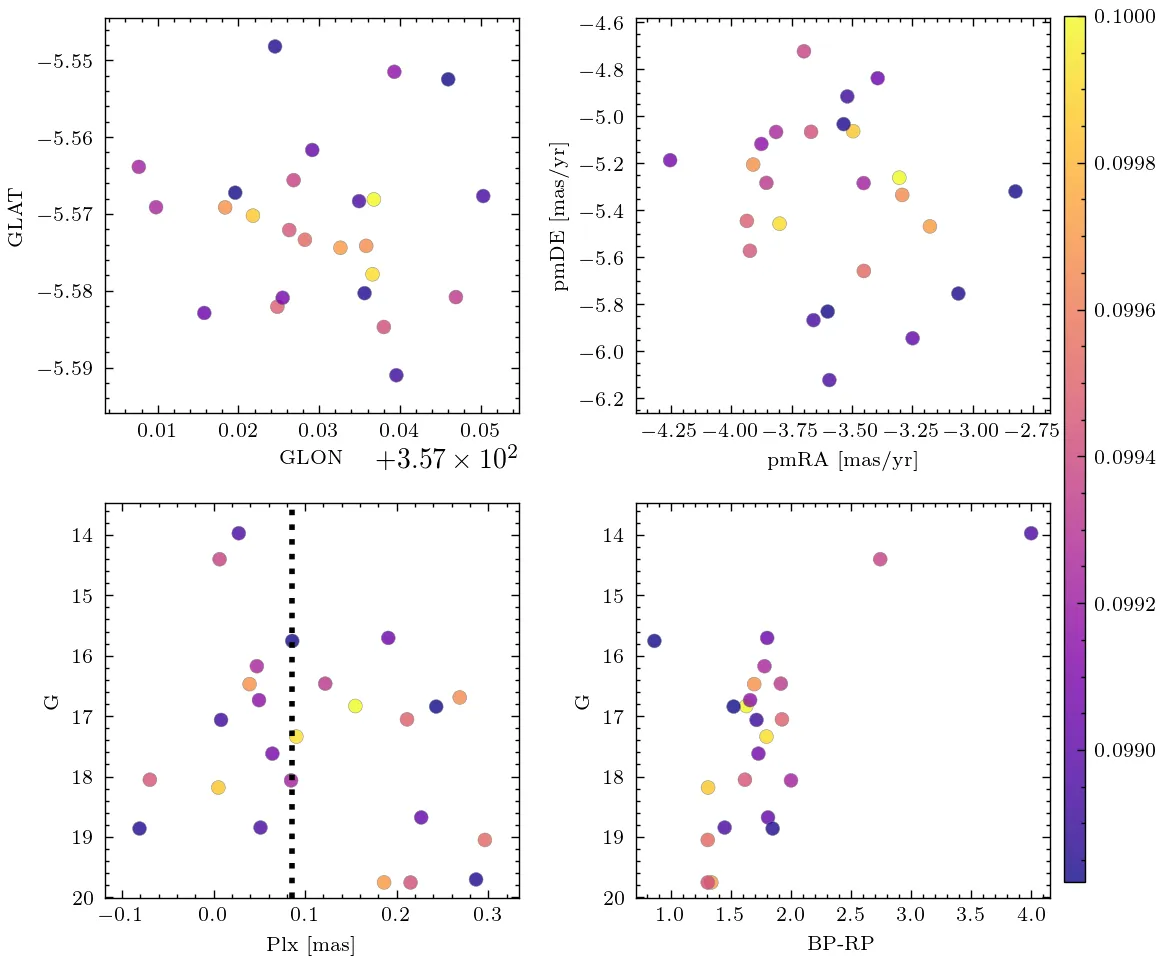 −5.55
−5.56
−5.57
−5.58
−5.59
GLAT
0.01 0.02 0.03 0.04 0.05
GLON +3.57 × 10²
−4.6
−4.8
−5.0
−5.2
−5.4
−5.6
−5.8
−6.0
−6.2
pmDE [mas/yr]
−4.25 −4.00 −3.75 −3.50 −3.25 −3.00 −2.75
pmRA [mas/yr]
0.1000
0.0998
0.0996
0.0994
0.0992
0.0990
14
15
16
17
18
19
20
G
−0.1 0.0 0.1 0.2 0.3
Plx [mas]
14
15
16
17
18
19
20
G
1.0 1.5 2.0 2.5 3.0 3.5 4.0
BP-RP